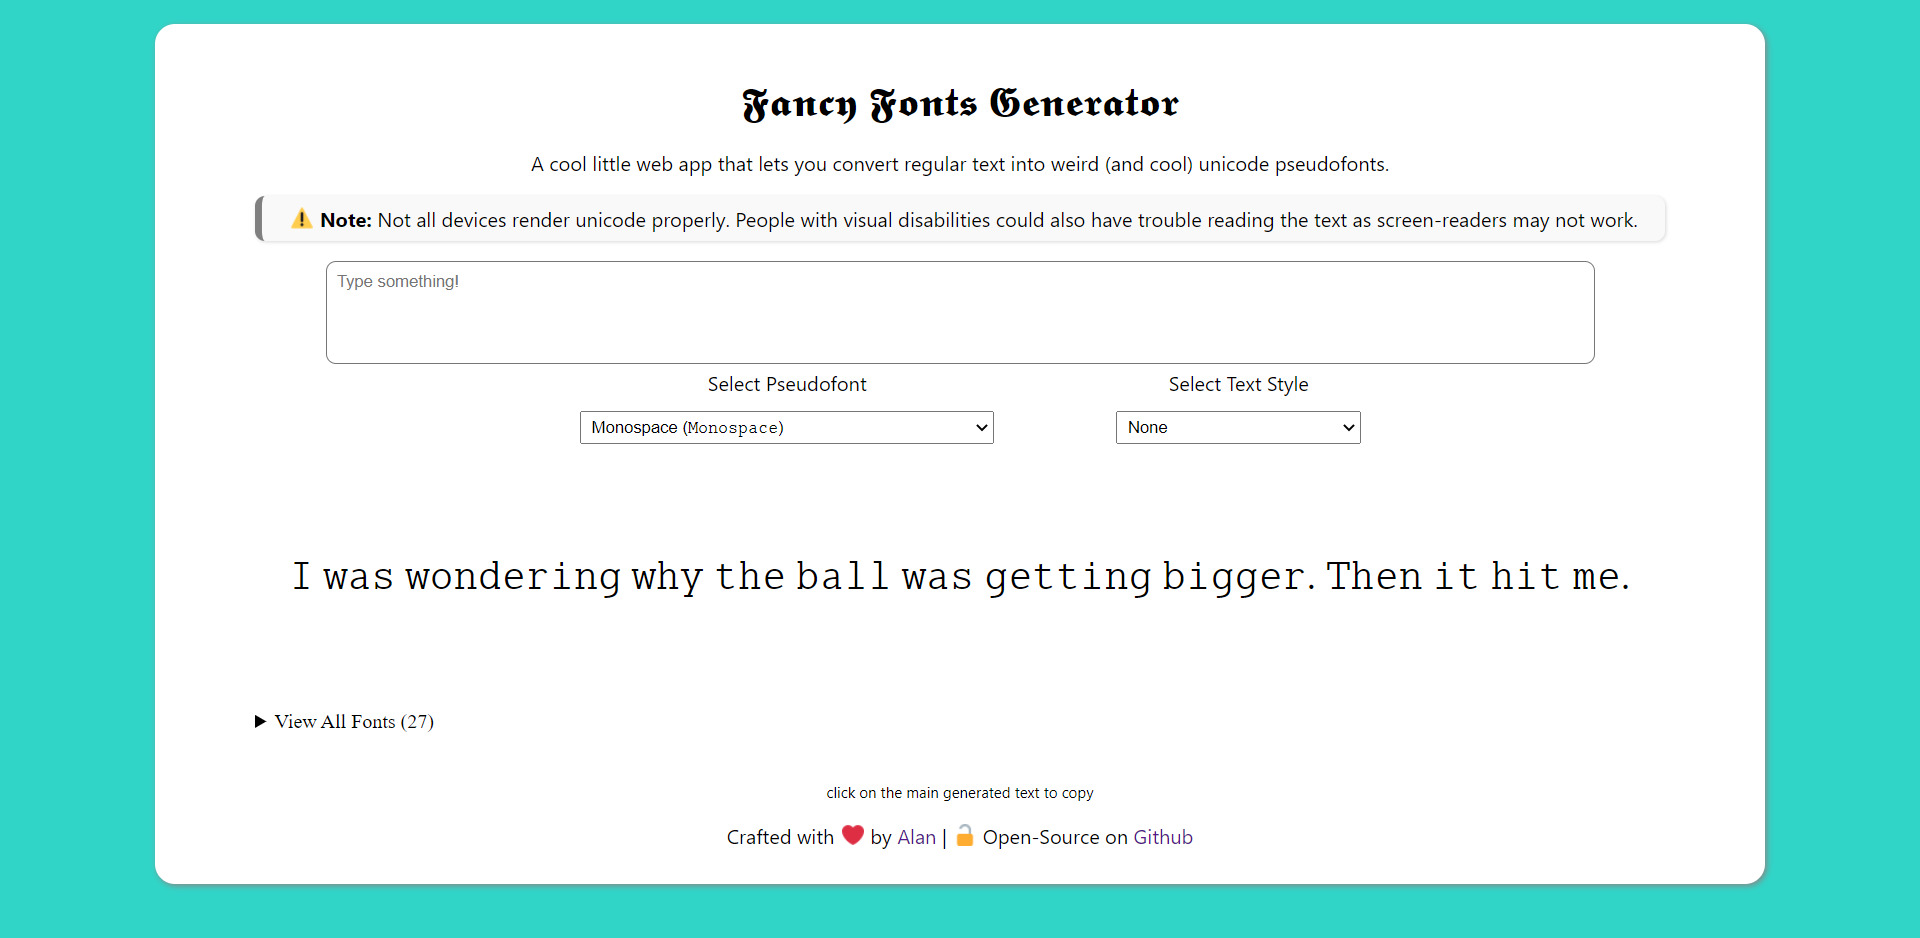 Fancy Fonts Generator
A cool little web app that lets you convert regular text into weird (and cool) unicode pseudofonts.
⚠️ Note: Not all devices render unicode properly. People with visual disabilities could also have trouble reading the text as screen-readers may not work.
Type something!
Select Pseudofont
Select Text Style
Monospace (𝙼𝚘𝚗𝚘𝚜𝚙𝚊𝚌𝚎)
None
𝙸 𝚠𝚊𝚜 𝚠𝚘𝚗𝚍𝚎𝚛𝚒𝚗𝚐 𝚠𝚑𝚢 𝚝𝚑𝚎 𝚋𝚊𝚕𝚕 𝚠𝚊𝚜 𝚐𝚎𝚝𝚝𝚒𝚗𝚐 𝚋𝚒𝚐𝚐𝚎𝚛. 𝚃𝚑𝚎𝚗 𝚒𝚝 𝚑𝚒𝚝 𝚖𝚎.
▶ View All Fonts (27)
click on the main generated text to copy
Crafted with ❤️ by Alan | 🔓 Open-Source on Github